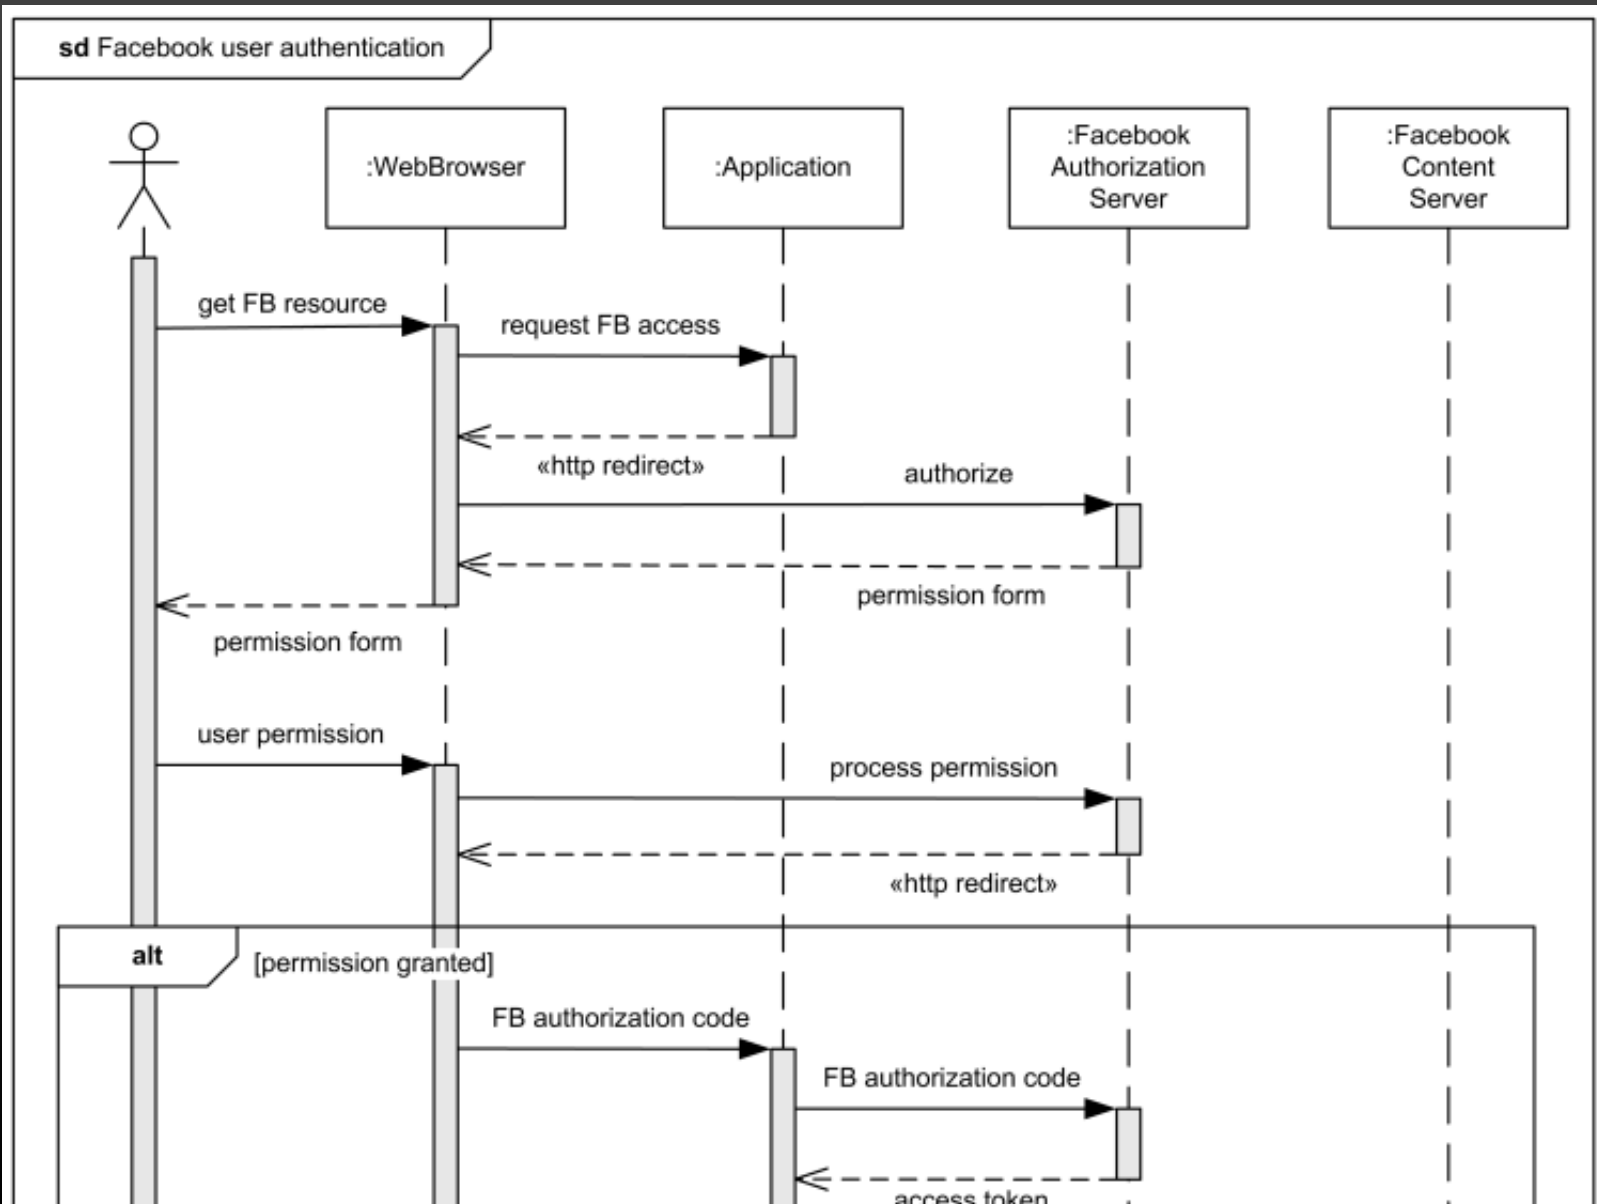 sd Facebook user authentication
:WebBrowser
:Application
:Facebook
Authorization
Server
:Facebook
Content
Server
get FB resource
request FB access
«http redirect»
authorize
permission form
permission form
user permission
process permission
«http redirect»
alt
[permission granted]
FB authorization code
FB authorization code
access token